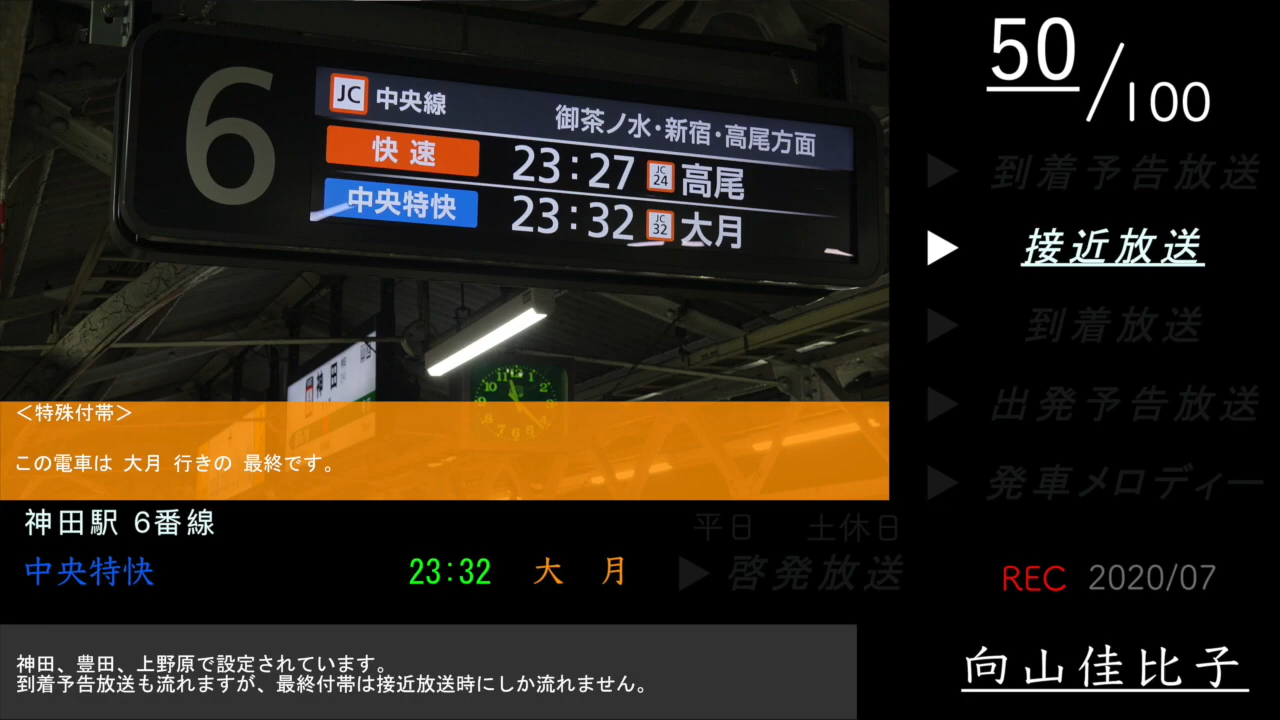 6
JC 中央線 御茶ノ水・新宿・高尾方面
快速 23:27 JC 24 高尾
中央特快 23:32 JC 32 大月
神田
＜特殊付帯＞
この電車は 大月 行きの 最終です。
神田駅 6番線
中央特快 23:32 大 月
平日 土休日
▶ 啓発放送
神田、豊田、上野原で設定されています。
到着予告放送も流れますが、最終付帯は接近放送時にしか流れません。
50/100
▶ 到着予告放送
▶ 接近放送
▶ 到着放送
▶ 出発予告放送
▶ 発車メロディー
REC 2020/07
向山佳比子